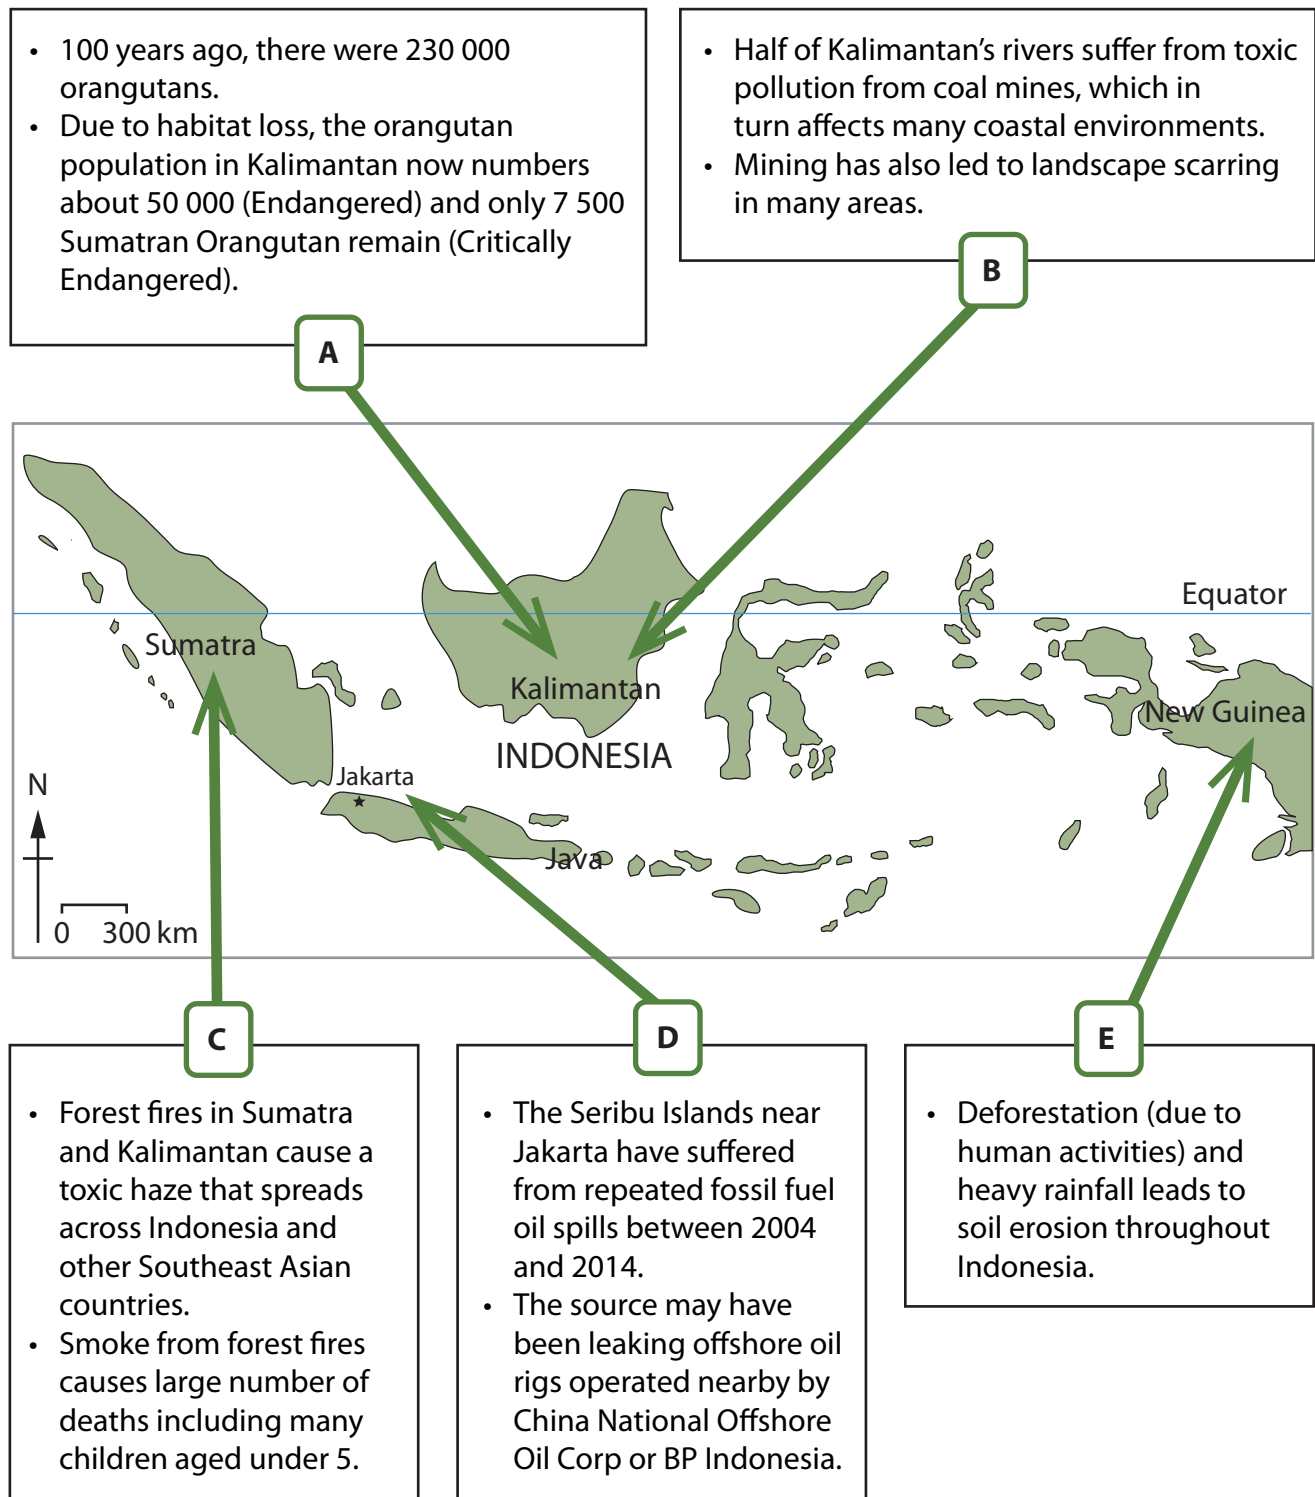 • 100 years ago, there were 230 000
orangutans.
• Due to habitat loss, the orangutan
population in Kalimantan now numbers
about 50 000 (Endangered) and only 7 500
Sumatran Orangutan remain (Critically
Endangered).
A
• Half of Kalimantan’s rivers suffer from toxic
pollution from coal mines, which in
turn affects many coastal environments.
• Mining has also led to landscape scarring
in many areas.
B
Equator
Sumatra
Kalimantan
New Guinea
INDONESIA
Jakarta
Java
N
0 300 km
C
• Forest fires in Sumatra
and Kalimantan cause a
toxic haze that spreads
across Indonesia and
other Southeast Asian
countries.
• Smoke from forest fires
causes large number of
deaths including many
children aged under 5.
D
• The Seribu Islands near
Jakarta have suffered
from repeated fossil fuel
oil spills between 2004
and 2014.
• The source may have
been leaking offshore oil
rigs operated nearby by
China National Offshore
Oil Corp or BP Indonesia.
E
• Deforestation (due to
human activities) and
heavy rainfall leads to
soil erosion throughout
Indonesia.